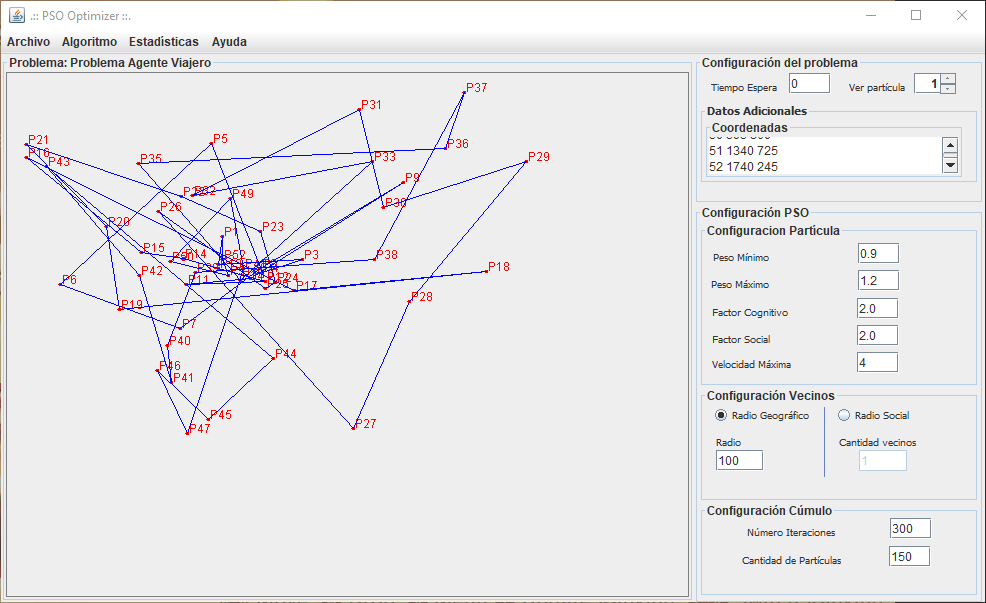 .:: PSO Optimizer ::.
Archivo Algoritmo Estadísticas Ayuda
Problema: Problema Agente Viajero
P37
P31
P21
P5
P36
P16
P43
P35
P33
P29
P9
P49
P26
P30
P20
P1
P23
P15
P14
P52
P3
P38
P42
P18
P6
P11
P24
P17
P28
P19
P7
P40
P44
P46
P41
P45
P27
P47
Configuración del problema
Tiempo Espera 0 Ver partícula 1
Datos Adicionales
Coordenadas
51 1340 725
52 1740 245
Configuración PSO
Configuracion Partícula
Peso Mínimo 0.9
Peso Máximo 1.2
Factor Cognitivo 2.0
Factor Social 2.0
Velocidad Máxima 4
Configuración Vecinos
Radio Geográfico Radio Social
Radio Cantidad vecinos
100 1
Configuración Cúmulo
Número Iteraciones 300
Cantidad de Partículas 150